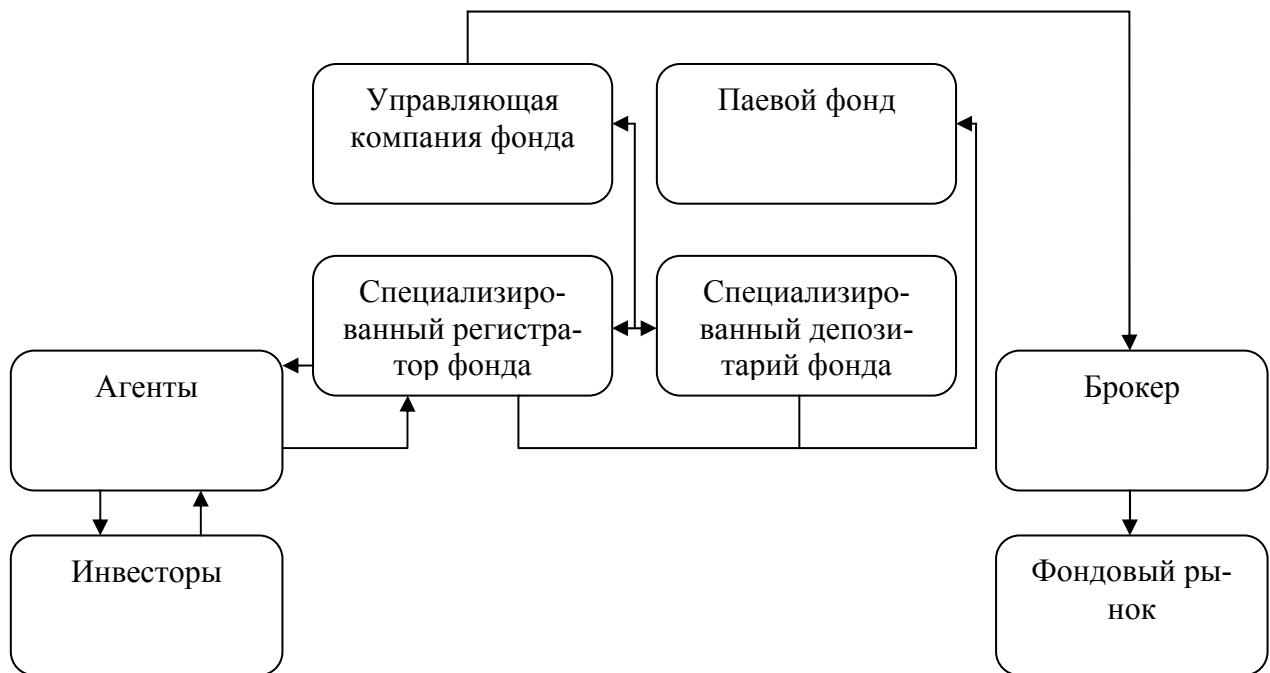 Управляющая
компания фонда
Паевой фонд
Специализиро-
ванный регистра-
тор фонда
Специализиро-
ванный депози-
тарий фонда
Агенты
Брокер
Инвесторы
Фондовый ры-
нок